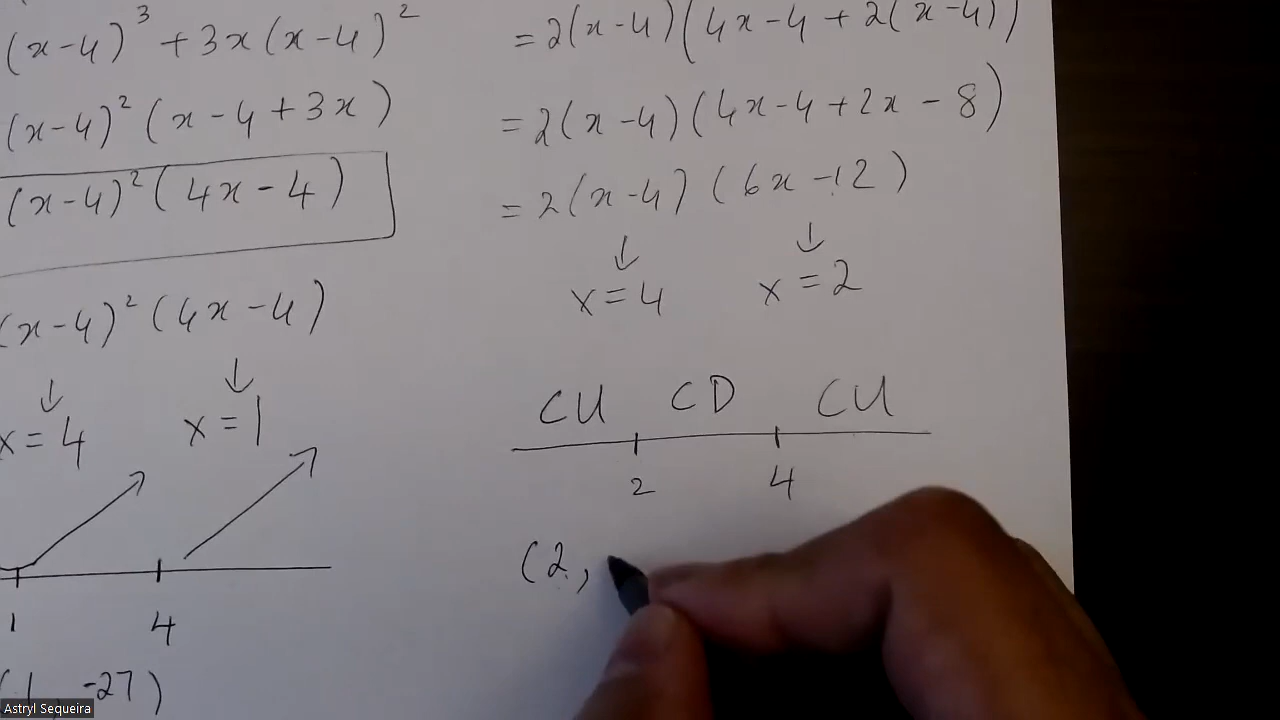 (x-4)³ + 3x(x-4)²
(x-4)²(x-4+3x)
(x-4)²(4x-4)
(x-4)²(4x-4)
↓ ↓
x=4 x=1
1 4
(1, -27)
=2(x-4)(4x-4+2(x-4))
=2(x-4)(4x-4+2x-8)
=2(x-4)(6x-12)
↓ ↓
x=4 x=2
CU CD CU
2 4
(2,
Astryl Sequeira